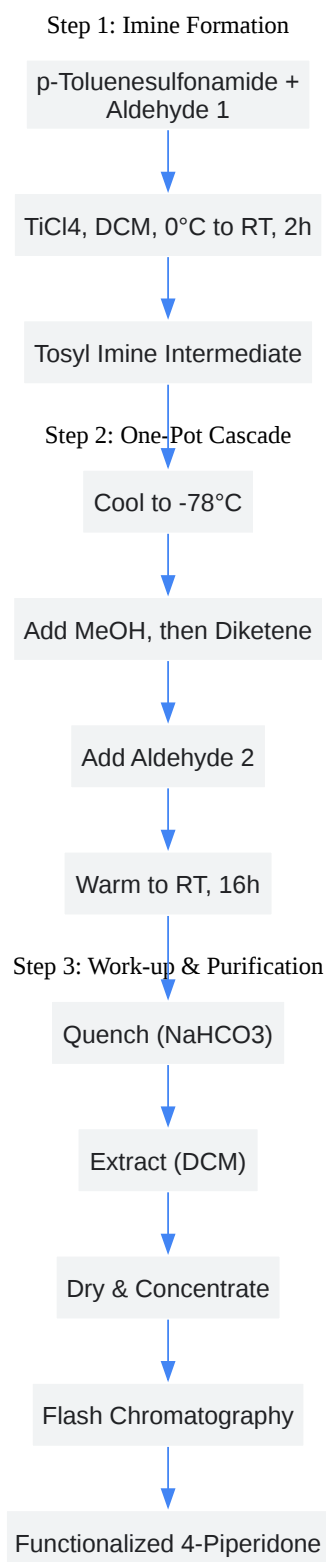 Step 1: Imine Formation
p-Toluenesulfonamide +
Aldehyde 1
TiCl4, DCM, 0°C to RT, 2h
Tosyl Imine Intermediate
Step 2: One-Pot Cascade
Cool to -78°C
Add MeOH, then Diketene
Add Aldehyde 2
Warm to RT, 16h
Step 3: Work-up & Purification
Quench (NaHCO3)
Extract (DCM)
Dry & Concentrate
Flash Chromatography
Functionalized 4-Piperidone